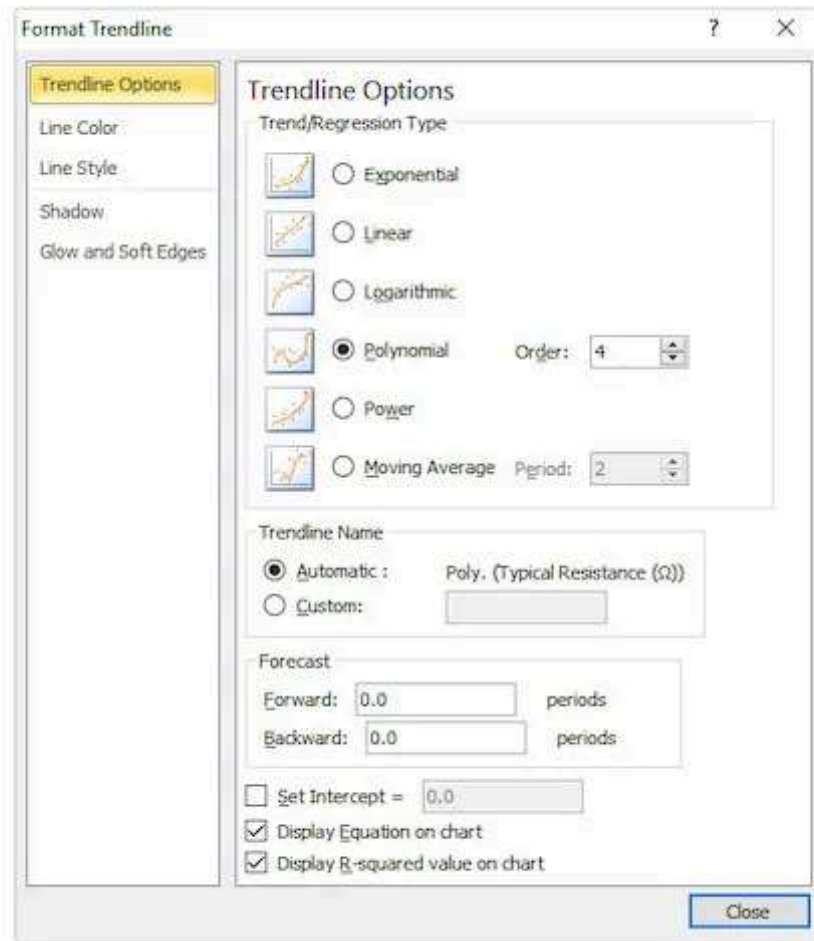 Format Trendline ? ×
Trendline Options
Line Color
Line Style
Shadow
Glow and Soft Edges
Trendline Options
Trend/Regression Type
Exponential
Linear
Logarithmic
Polynomial Order: 4
Power
Moving Average Period: 2
Trendline Name
Automatic : Poly. (Typical Resistance (Ω))
Custom:
Forecast
Forward: 0.0 periods
Backward: 0.0 periods
Set Intercept = 0.0
Display Equation on chart
Display R-squared value on chart
Close